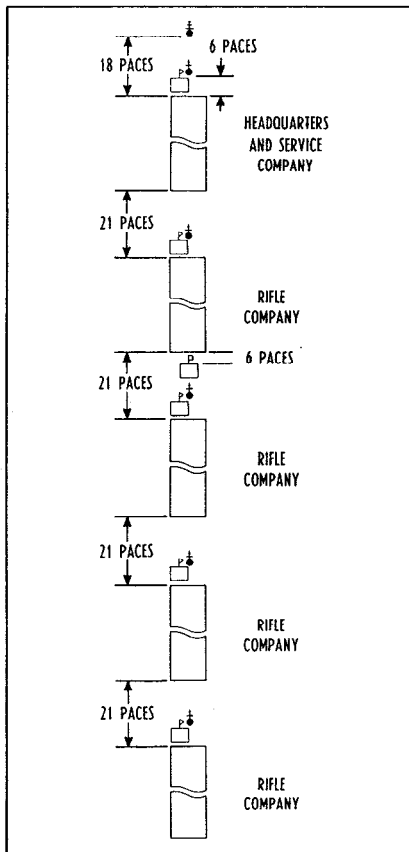 6 PACES
18 PACES
HEADQUARTERS
AND SERVICE
COMPANY
21 PACES
RIFLE
COMPANY
6 PACES
21 PACES
RIFLE
COMPANY
21 PACES
RIFLE
COMPANY
21 PACES
RIFLE
COMPANY